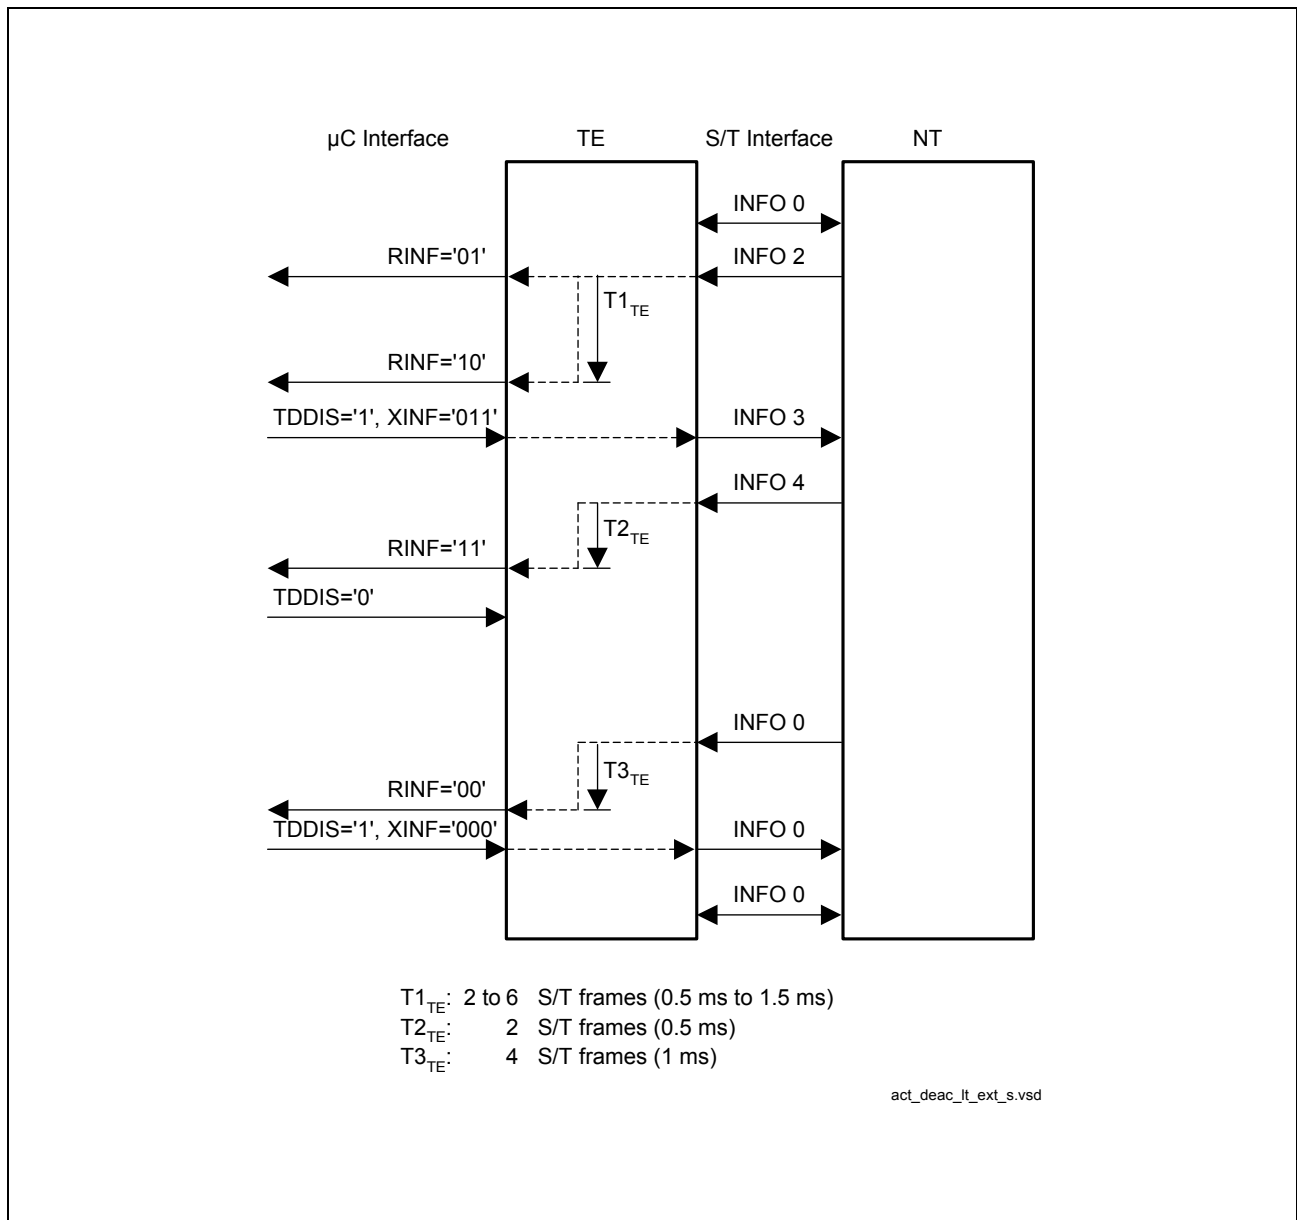 µC Interface TE S/T Interface NT
INFO 0
RINF='01' INFO 2
T1TE
RINF='10'
TDDIS='1', XINF='011' INFO 3
INFO 4
T2TE
RINF='11'
TDDIS='0'
INFO 0
T3TE
RINF='00'
TDDIS='1', XINF='000' INFO 0
INFO 0
T1TE: 2 to 6 S/T frames (0.5 ms to 1.5 ms)
T2TE: 2 S/T frames (0.5 ms)
T3TE: 4 S/T frames (1 ms)
act_deac_lt_ext_s.vsd